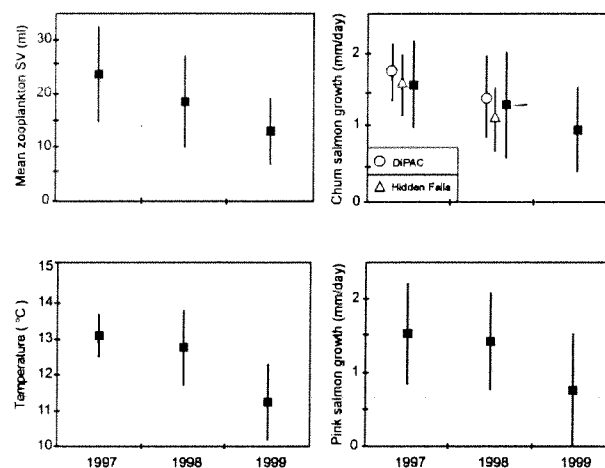 Mean zooplankton SV (ml)
30
20
10
0
Chum salmon growth (mm/day)
2
1
0
DIPAC
Hidden Falls
Temperature (°C)
15
14
13
12
11
10
1997 1998 1999
Pink salmon growth (mm/day)
2
1
0
1997 1998 1999